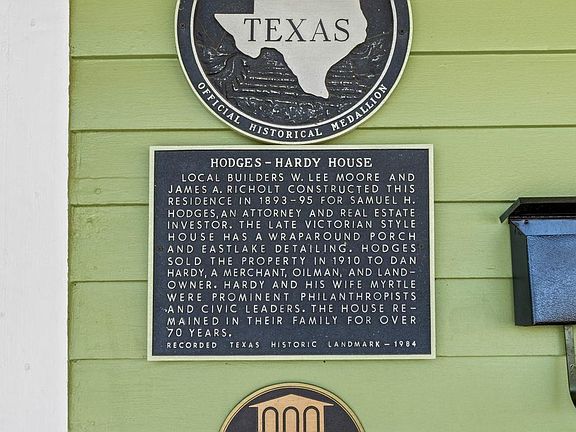 TEXAS
OFFICIAL HISTORICAL MEDALLION
HODGES-HARDY HOUSE
LOCAL BUILDERS W. LEE MOORE AND
JAMES A. RICHOLT CONSTRUCTED THIS
RESIDENCE IN 1893-95 FOR SAMUEL H.
HODGES, AN ATTORNEY AND REAL ESTATE
INVESTOR. THE LATE VICTORIAN STYLE
HOUSE HAS A WRAPAROUND PORCH
AND EASTLAKE DETAILING. HODGES
SOLD THE PROPERTY IN 1910 TO DAN
HARDY, A MERCHANT, OILMAN, AND LAND-
OWNER. HARDY AND HIS WIFE MYRTLE
WERE PROMINENT PHILANTHROPISTS
AND CIVIC LEADERS. THE HOUSE RE-
MAINED IN THEIR FAMILY FOR OVER
70 YEARS.
RECORDED TEXAS HISTORIC LANDMARK-1984